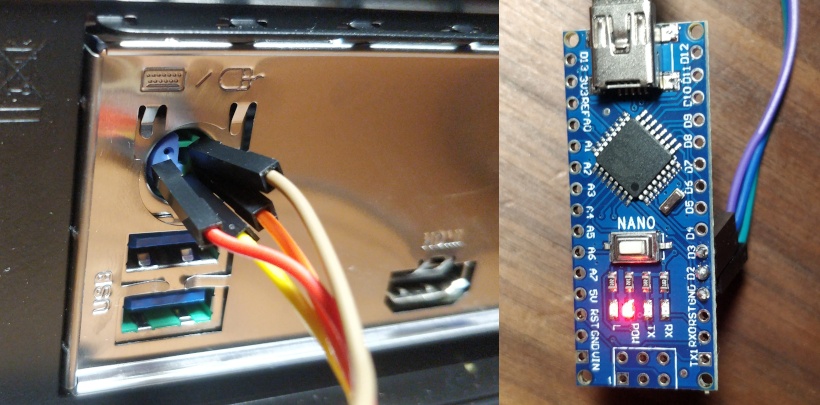 USB
HDMI
D13 3V3 REF A0 A1 A2 A3 A4 A5 A6 A7 5V RST GND VIN
D12 D11 D10 D9 D8 D7 D6 D5 D4 D3 D2 GND RST RX0 TX1
NANO
L POW TX RX
1